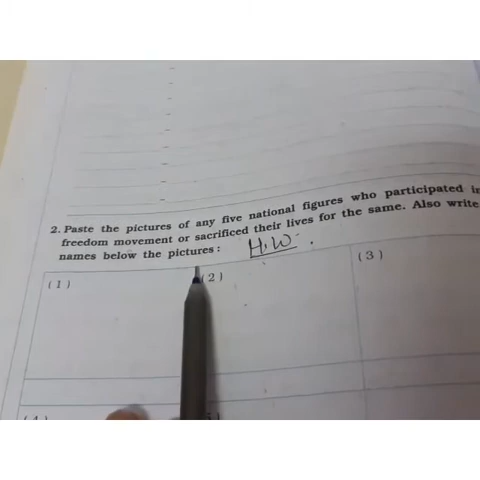 2. Paste the pictures of any five national figures who participated in
freedom movement or sacrificed their lives for the same. Also write
names below the pictures : H.W.
(1) (2) (3)
(4)